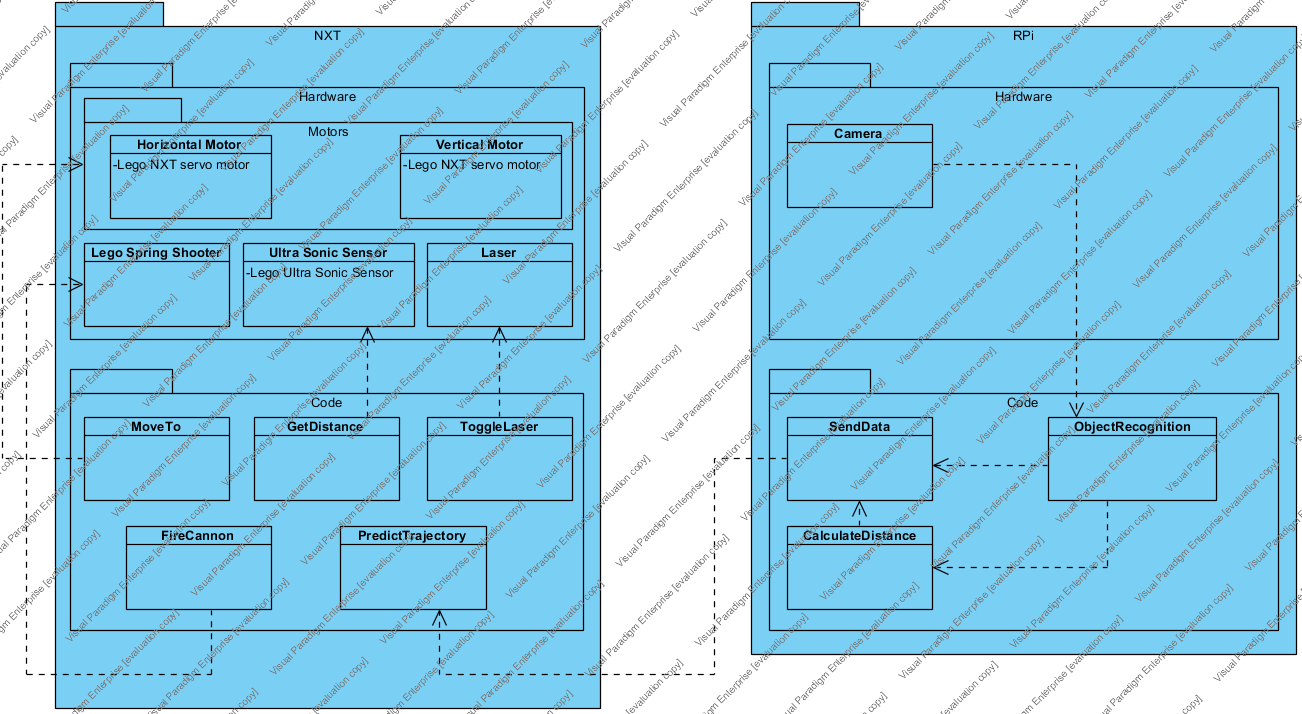 NXT
Hardware
Motors
Horizontal Motor
-Lego NXT servo motor
Vertical Motor
-Lego NXT servo motor
Lego Spring Shooter
Ultra Sonic Sensor
-Lego Ultra Sonic Sensor
Laser
Code
MoveTo
GetDistance
ToggleLaser
FireCannon
PredictTrajectory
RPi
Hardware
Camera
Code
SendData
ObjectRecognition
CalculateDistance
Visual Paradigm Enterprise [evaluation copy]